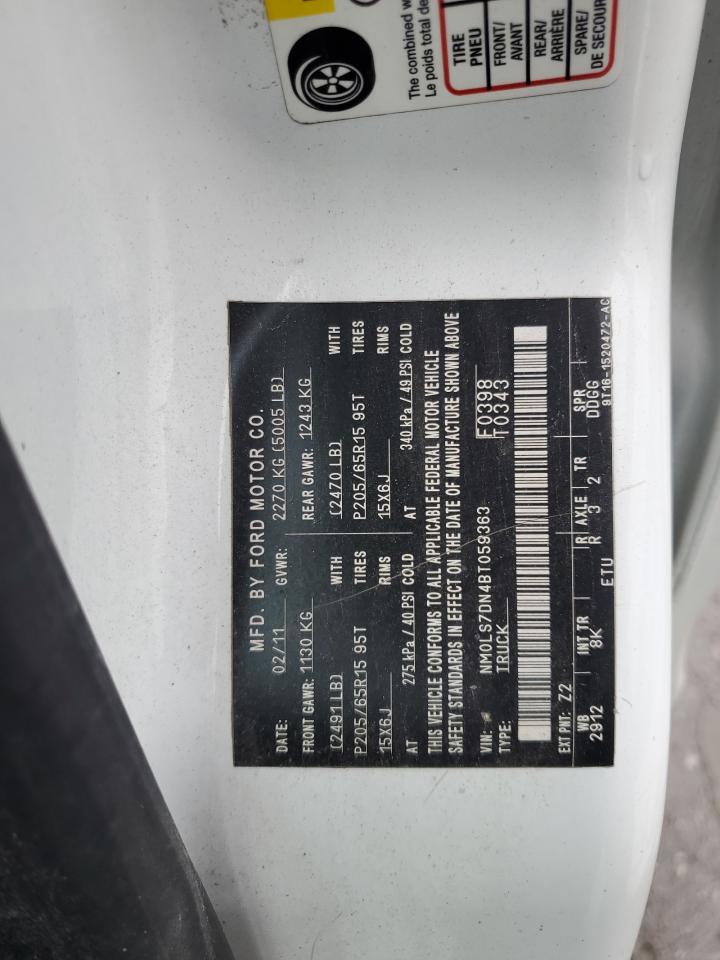 The combined w
Le poids total de
TIRE
PNEU
FRONT/
AVANT
REAR/
ARRIÈRE
SPARE/
DE SECOUR
MFD. BY FORD MOTOR CO.
DATE: 02/11 GVWR: 2270 KG (5005 LB)
FRONT GAWR: 1130 KG REAR GAWR: 1243 KG
(2491LB) WITH (2470 LB) WITH
P205/65R15 95T TIRES P205/65R15 95T TIRES
15X6J RIMS 15X6J RIMS
AT 275 kPa / 40 PSI COLD AT 340 kPa / 49 PSI COLD
THIS VEHICLE CONFORMS TO ALL APPLICABLE FEDERAL MOTOR VEHICLE
SAFETY STANDARDS IN EFFECT ON THE DATE OF MANUFACTURE SHOWN ABOVE
VIN: NM0LS7DN4BT059363 F0398
TYPE: TRUCK T0343
EXT PNT: Z2 R AXLE TR SPR
WB INT TR R 3 2 DDGG
2912 8K ETU 9T16-1520472-AC